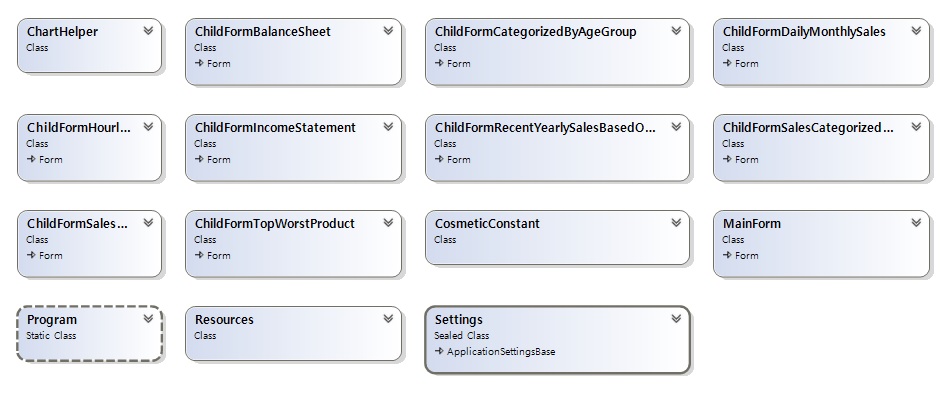 ChartHelper
Class
ChildFormBalanceSheet
Class
Form
ChildFormCategorizedByAgeGroup
Class
Form
ChildFormDailyMonthlySales
Class
Form
ChildFormHourl...
Class
Form
ChildFormIncomeStatement
Class
Form
ChildFormRecentYearlySalesBasedO...
Class
Form
ChildFormSalesCategorized...
Class
Form
ChildFormSales...
Class
Form
ChildFormTopWorstProduct
Class
Form
CosmeticConstant
Class
MainForm
Class
Form
Program
Static Class
Resources
Class
Settings
Sealed Class
ApplicationSettingsBase